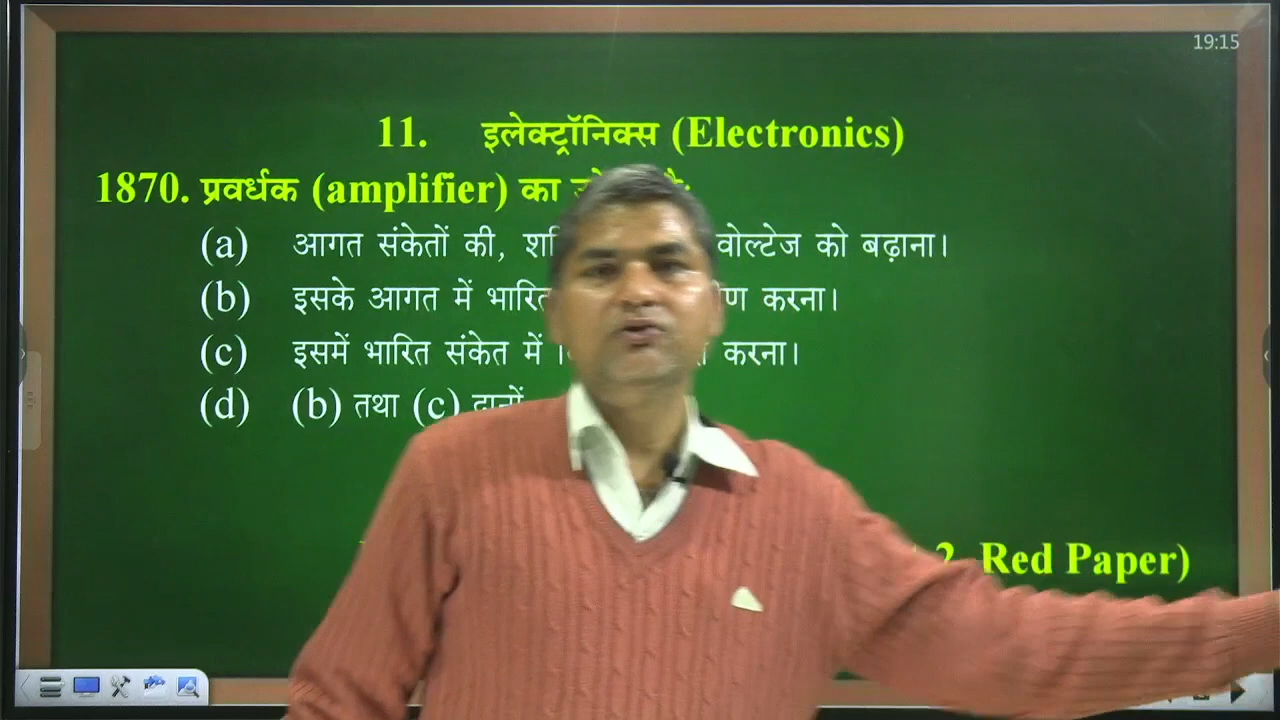 19:15
11. इलेक्ट्रॉनिक्स (Electronics)
1870. प्रवर्धक (amplifier) का
(a) आगत संकेतों की, वोल्टेज को बढ़ाना।
(b) इसके आगत में करना।
(c) इसमें भारित संकेत में करना।
(d) (b) तथा (c)
Red Paper)